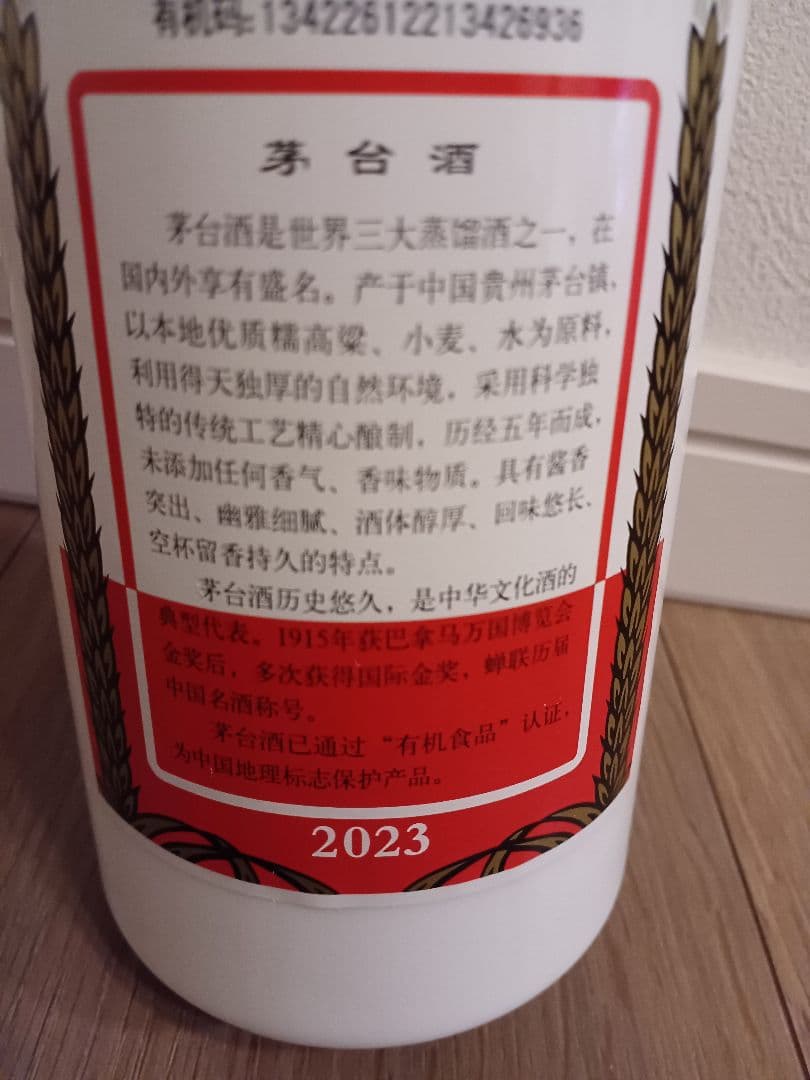 有机码:13422612213426936
茅台酒
茅台酒是世界三大蒸馏酒之一，在
国内外享有盛名。产于中国贵州茅台镇，
以本地优质糯高粱、小麦、水为原料，
利用得天独厚的自然环境，采用科学独
特的传统工艺精心酿制，历经五年而成，
未添加任何香气、香味物质。具有酱香
突出、幽雅细腻、酒体醇厚、回味悠长、
空杯留香持久的特点。
茅台酒历史悠久，是中华文化酒的
典型代表。1915年获巴拿马万国博览会
金奖后，多次获得国际金奖，蝉联历届
中国名酒称号。
茅台酒已通过“有机食品”认证，
为中国地理标志保护产品。
2023